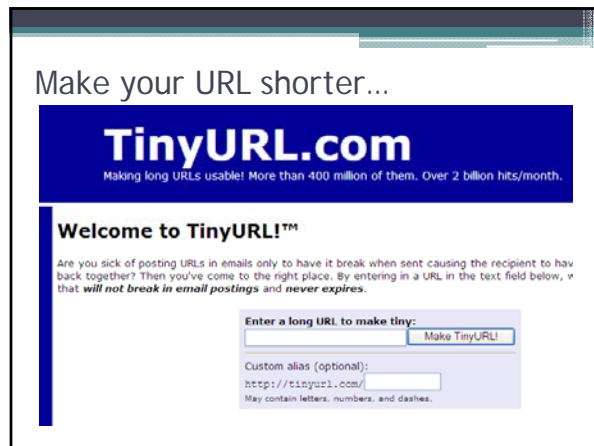 Make your URL shorter...
TinyURL.com
Making long URLs usable! More than 400 million of them. Over 2 billion hits/month.
Welcome to TinyURL!™
Are you sick of posting URLs in emails only to have it break when sent causing the recipient to hav
back together? Then you've come to the right place. By entering in a URL in the text field below, w
that will not break in email postings and never expires.
Enter a long URL to make tiny:
Make TinyURL!
Custom alias (optional):
http://tinyurl.com/
May contain letters, numbers, and dashes.